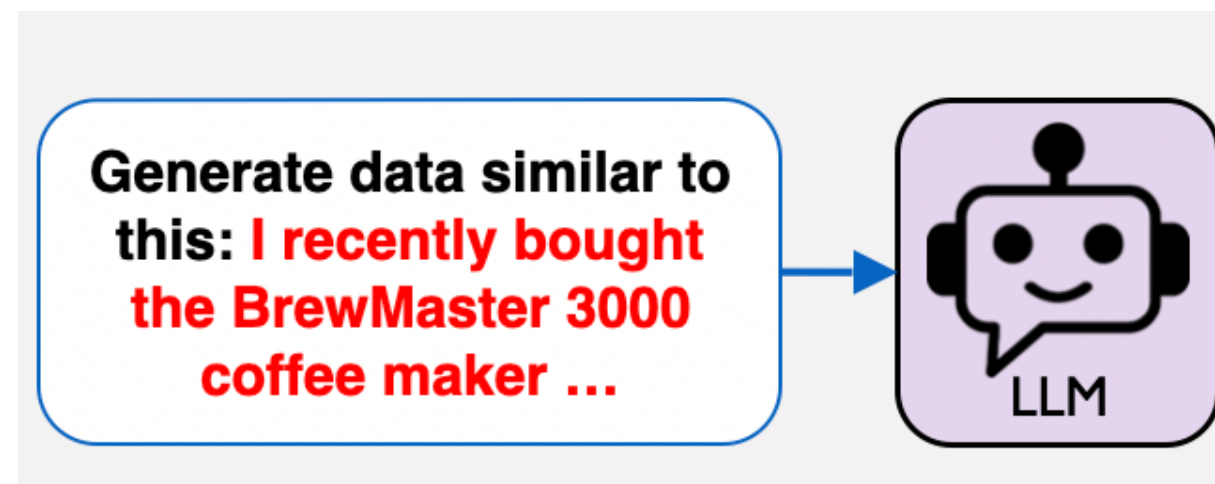 Generate data similar to
this: I recently bought
the BrewMaster 3000
coffee maker ...
LLM